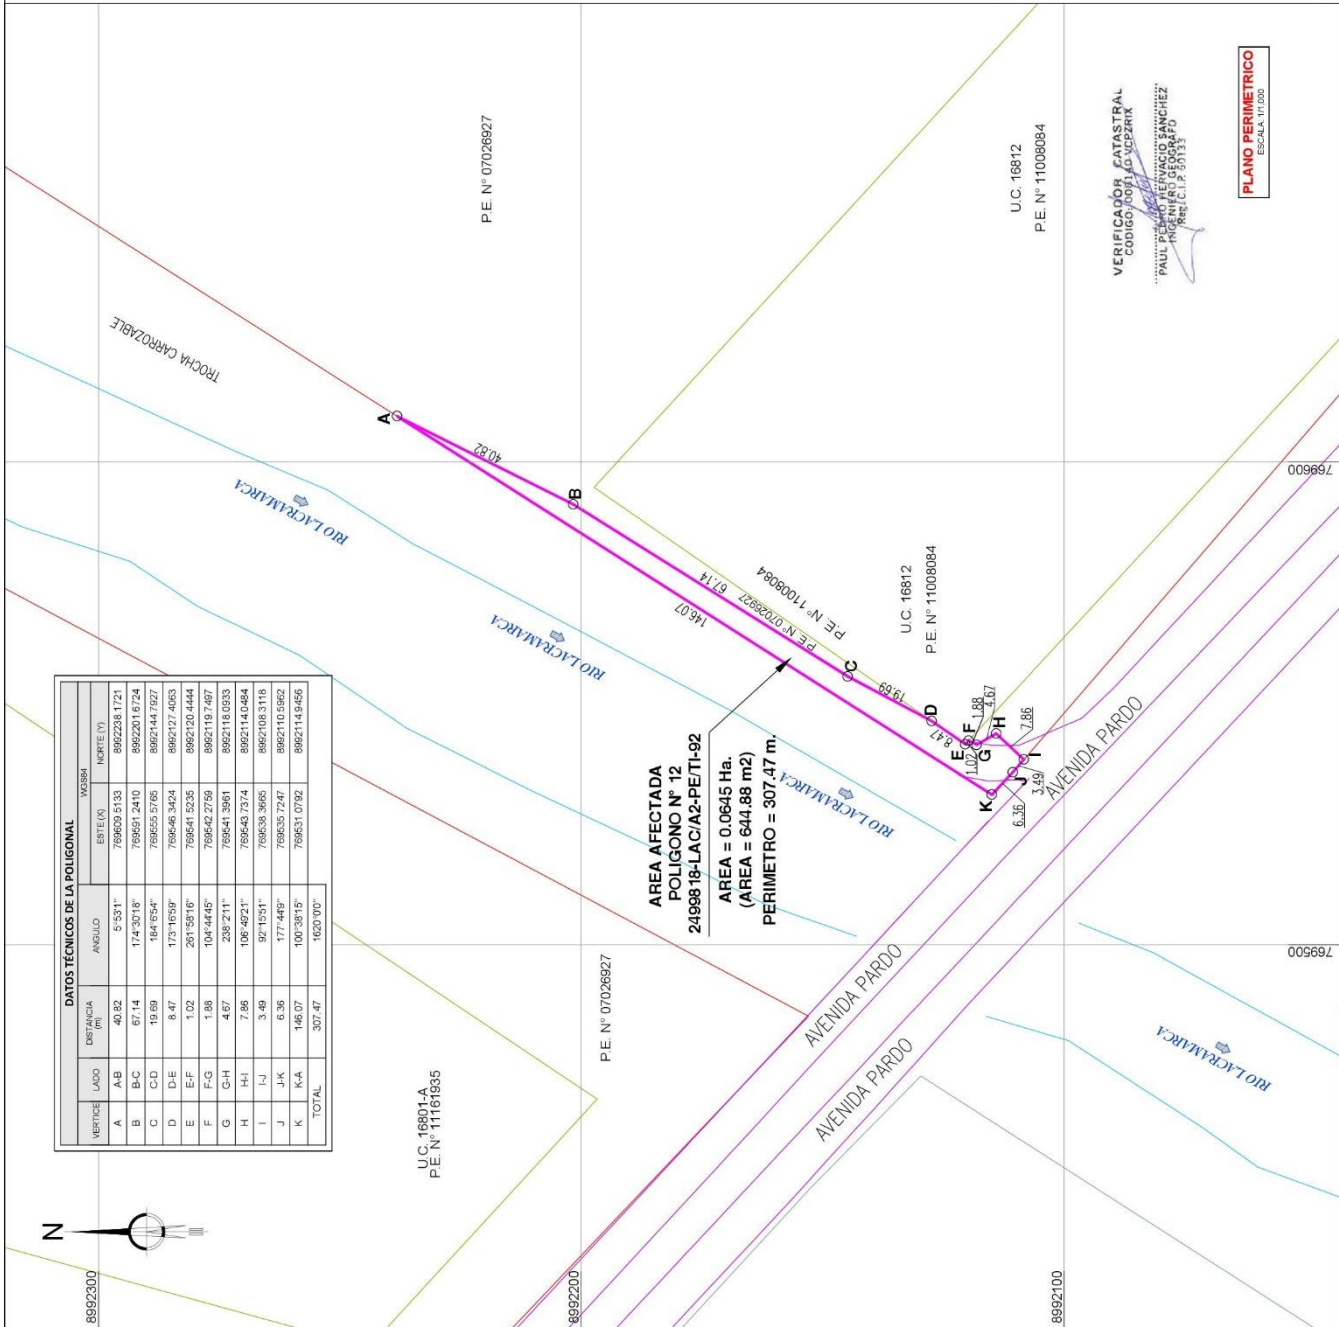 N
8992300
8992200
8992100
769500
769600
DATOS TÉCNICOS DE LA POLIGONAL
VERTICE LADO DISTANCIA (m) ANGULO WGS84
ESTE (X) NORTE (Y)
A A-B 40.82 5°53'1" 769609.5133 8992238.1721
B B-C 67.14 174°30'18" 769591.2410 8992201.6724
C C-D 19.69 184°6'54" 769555.5765 8992144.7927
D D-E 8.47 173°16'59" 769546.3424 8992127.4063
E E-F 1.02 261°58'16" 769541.5235 8992120.4444
F F-G 1.88 104°44'45" 769542.2759 8992119.7497
G G-H 4.67 238°2'11" 769541.3961 8992118.0933
H H-I 7.86 106°49'21" 769543.7374 8992114.0484
I I-J 3.49 92°15'51" 769538.3665 8992108.3118
J J-K 6.36 177°44'9" 769535.7247 8992110.5962
K K-A 146.07 100°38'15" 769531.0792 8992114.9456
TOTAL 307.47 1620°0'0"
TROCHA CARROZABLE
P.E. N° 07026927
RIO LACRAMARCA
A
40.82
B
RIO LACRAMARCA
67.14
146.07
P.E. N° 07026927
P.E. N° 11008084
C
19.69
D
8.47
E
F
1.02
1.88
G
4.67
H
7.86
I
3.49
J
6.36
K
U.C. 16812
P.E. N° 11008084
U.C. 16812
P.E. N° 11008084
AREA AFECTADA
POLIGONO N° 12
2499818-LAC/A2-PE/TI-92
AREA = 0.0645 Ha.
(AREA = 644.88 m2)
PERIMETRO = 307.47 m.
RIO LACRAMARCA
U.C. 16801-A
P.E. N° 11161935
P.E. N° 07026927
AVENIDA PARDO
AVENIDA PARDO
AVENIDA PARDO
RIO LACRAMARCA
VERIFICADOR CATASTRAL
PAUL PEDRO HERVACIO SANCHEZ
INGENIERO GEOGRAFO
Reg. C.I.P. 60133
PLANO PERIMETRICO
ESCALA: 1/1,000